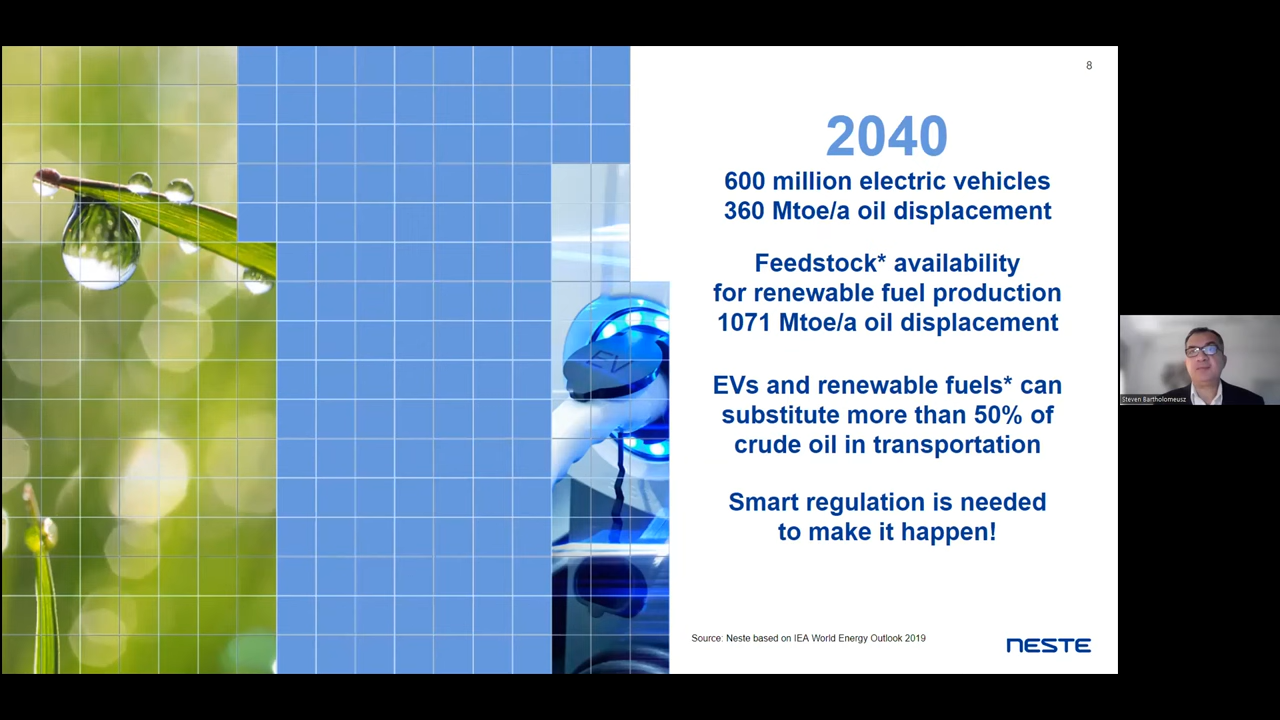 8
2040
600 million electric vehicles
360 Mtoe/a oil displacement
Feedstock* availability
for renewable fuel production
1071 Mtoe/a oil displacement
EVs and renewable fuels* can
substitute more than 50% of
crude oil in transportation
Smart regulation is needed
to make it happen!
EV
Source: Neste based on IEA World Energy Outlook 2019
NESTE
Steven Bartholomeusz